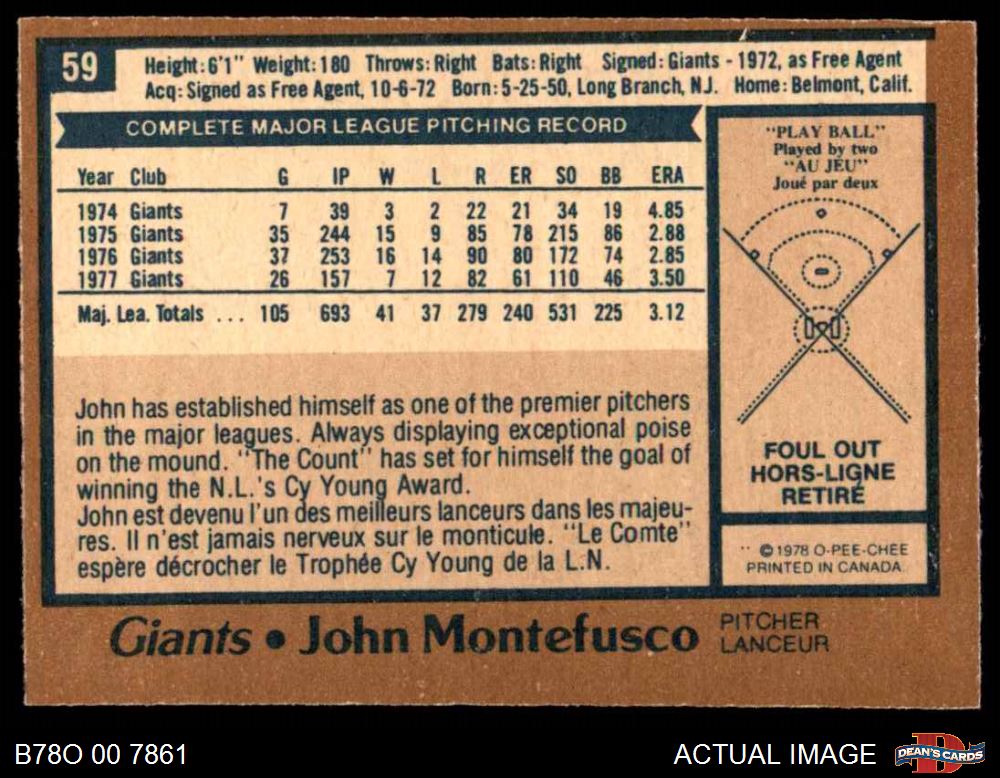 59
Height: 6'1" Weight: 180 Throws: Right Bats: Right Signed: Giants - 1972, as Free Agent
Acq: Signed as Free Agent, 10-6-72 Born: 5-25-50, Long Branch, N.J. Home: Belmont, Calif.
COMPLETE MAJOR LEAGUE PITCHING RECORD
Year Club G IP W L R ER SO BB ERA
1974 Giants 7 39 3 2 22 21 34 19 4.85
1975 Giants 35 244 15 9 85 78 215 86 2.88
1976 Giants 37 253 16 14 90 80 172 74 2.85
1977 Giants 26 157 7 12 82 61 110 46 3.50
Maj. Lea. Totals ... 105 693 41 37 279 240 531 225 3.12
John has established himself as one of the premier pitchers
in the major leagues. Always displaying exceptional poise
on the mound. "The Count" has set for himself the goal of
winning the N.L.'s Cy Young Award.
John est devenu l'un des meilleurs lanceurs dans les majeu-
res. Il n'est jamais nerveux sur le monticule. "Le Comte"
espère décrocher le Trophée Cy Young de la L.N.
"PLAY BALL"
Played by two
"AU JEU"
Joué par deux
FOUL OUT
HORS-LIGNE
RETIRÉ
© 1978 O-PEE-CHEE
PRINTED IN CANADA.
Giants • John Montefusco
PITCHER
LANCEUR
B78O 00 7861
ACTUAL IMAGE
DEAN'S CARDS